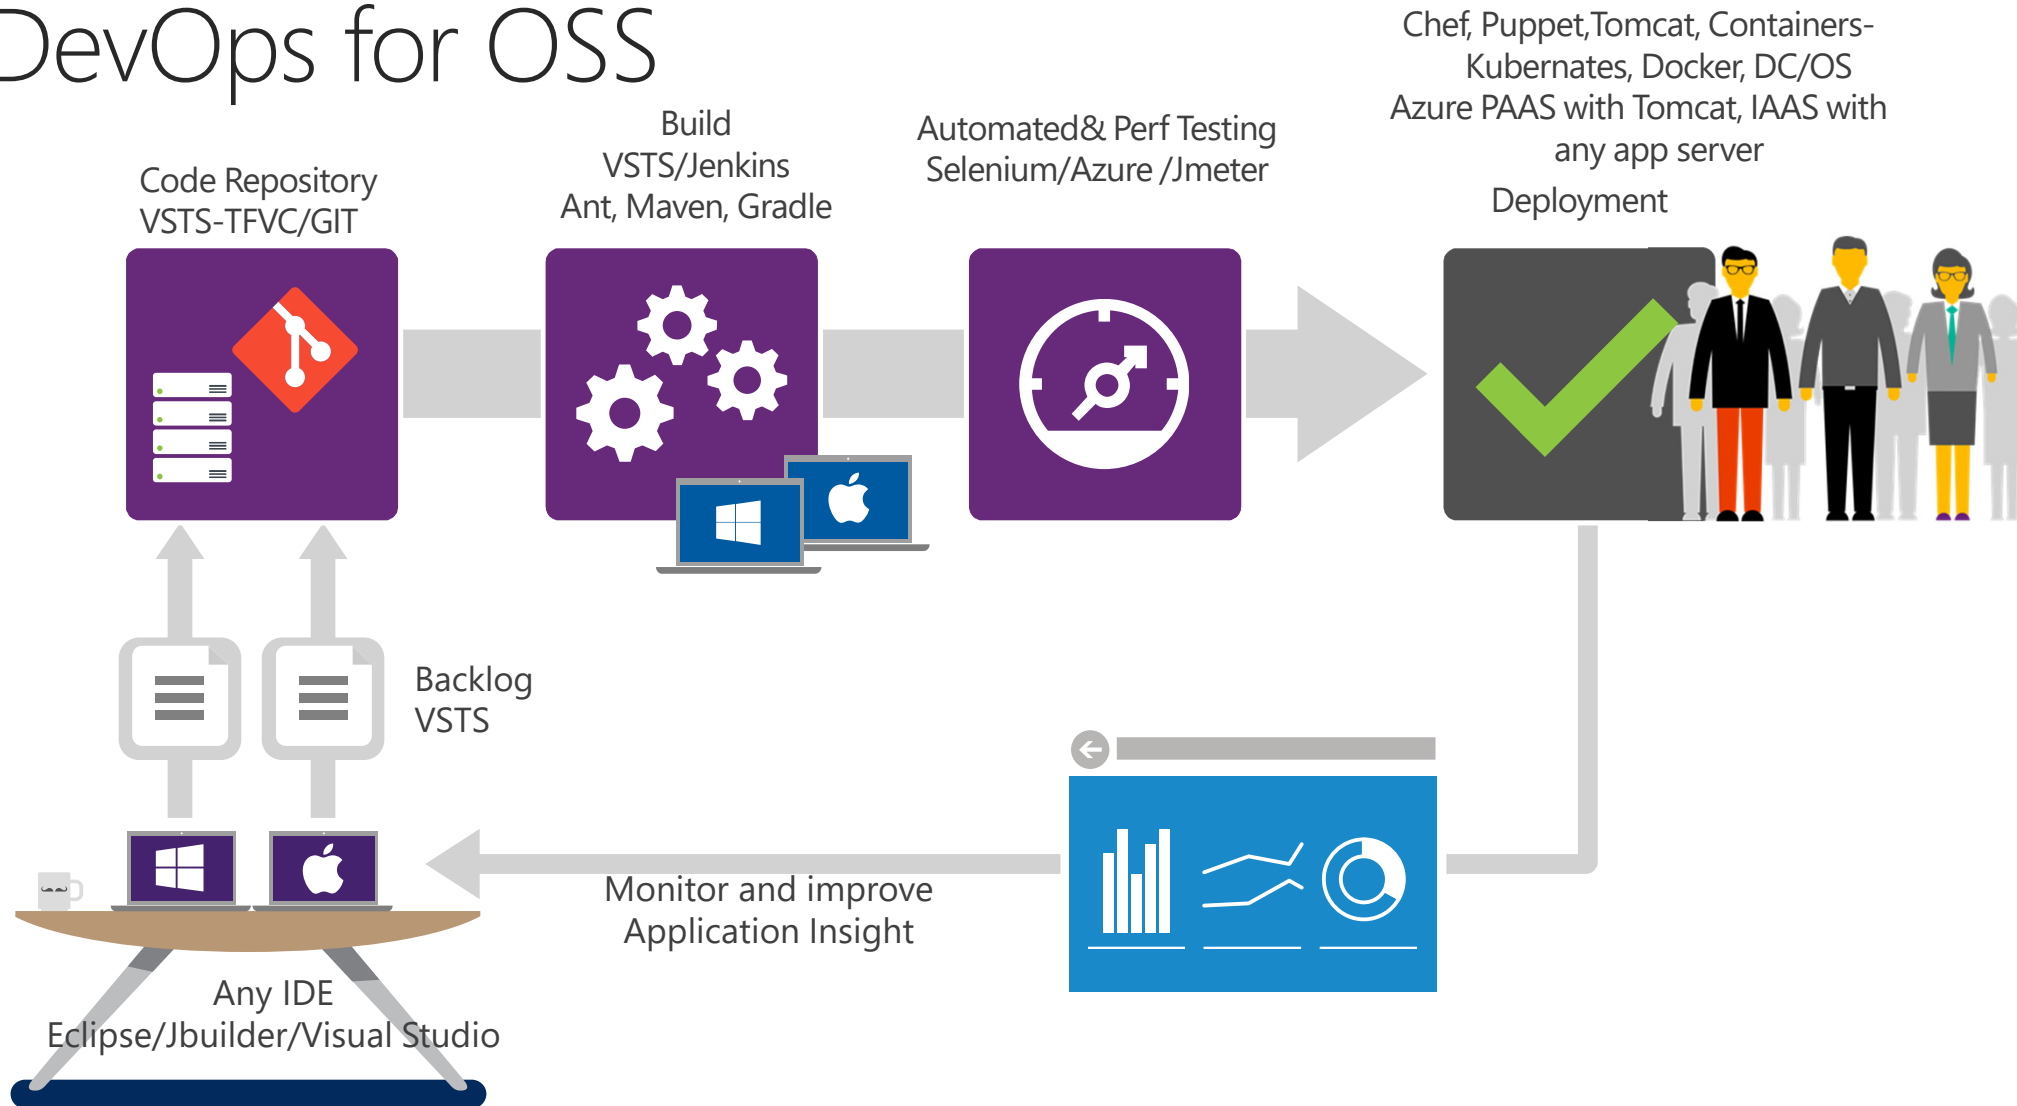 DevOps for OSS
Chef, Puppet,Tomcat, Containers-
Kubernates, Docker, DC/OS
Azure PAAS with Tomcat, IAAS with
any app server
Deployment
Build
VSTS/Jenkins
Ant, Maven, Gradle
Automated& Perf Testing
Selenium/Azure /Jmeter
Code Repository
VSTS-TFVC/GIT
Backlog
VSTS
Monitor and improve
Application Insight
Any IDE
Eclipse/Jbuilder/Visual Studio